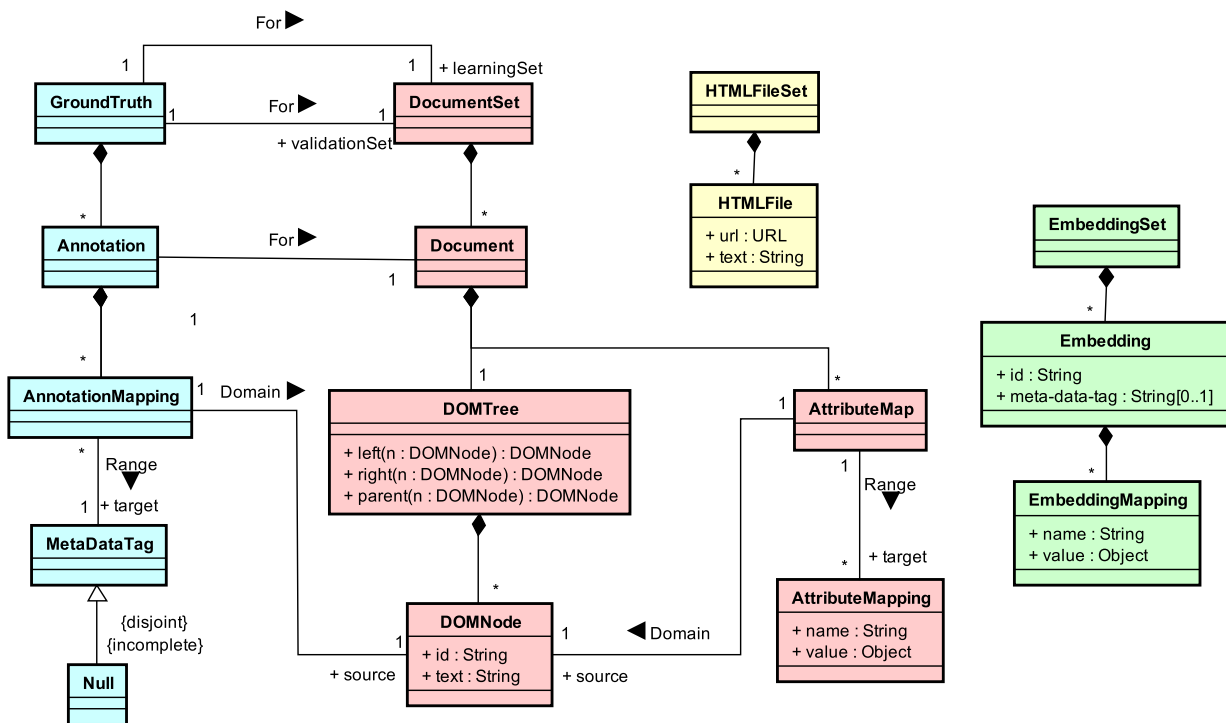 For
1
1
+ learningSet
GroundTruth
1
For
1
DocumentSet
+ validationSet
HTMLFileSet
*
*
*
HTMLFile
+ url : URL
+ text : String
Annotation
For
Document
1
EmbeddingSet
*
1
*
Embedding
+ id : String
+ meta-data-tag : String[0..1]
AnnotationMapping
1
Domain
1
*
DOMTree
+ left(n : DOMNode) : DOMNode
+ right(n : DOMNode) : DOMNode
+ parent(n : DOMNode) : DOMNode
1
AttributeMap
*
Range
1
+ target
1
Range
*
+ target
*
EmbeddingMapping
+ name : String
+ value : Object
MetaDataTag
{disjoint}
{incomplete}
Null
*
DOMNode
+ id : String
+ text : String
1
+ source
1
Domain
+ source
AttributeMapping
+ name : String
+ value : Object